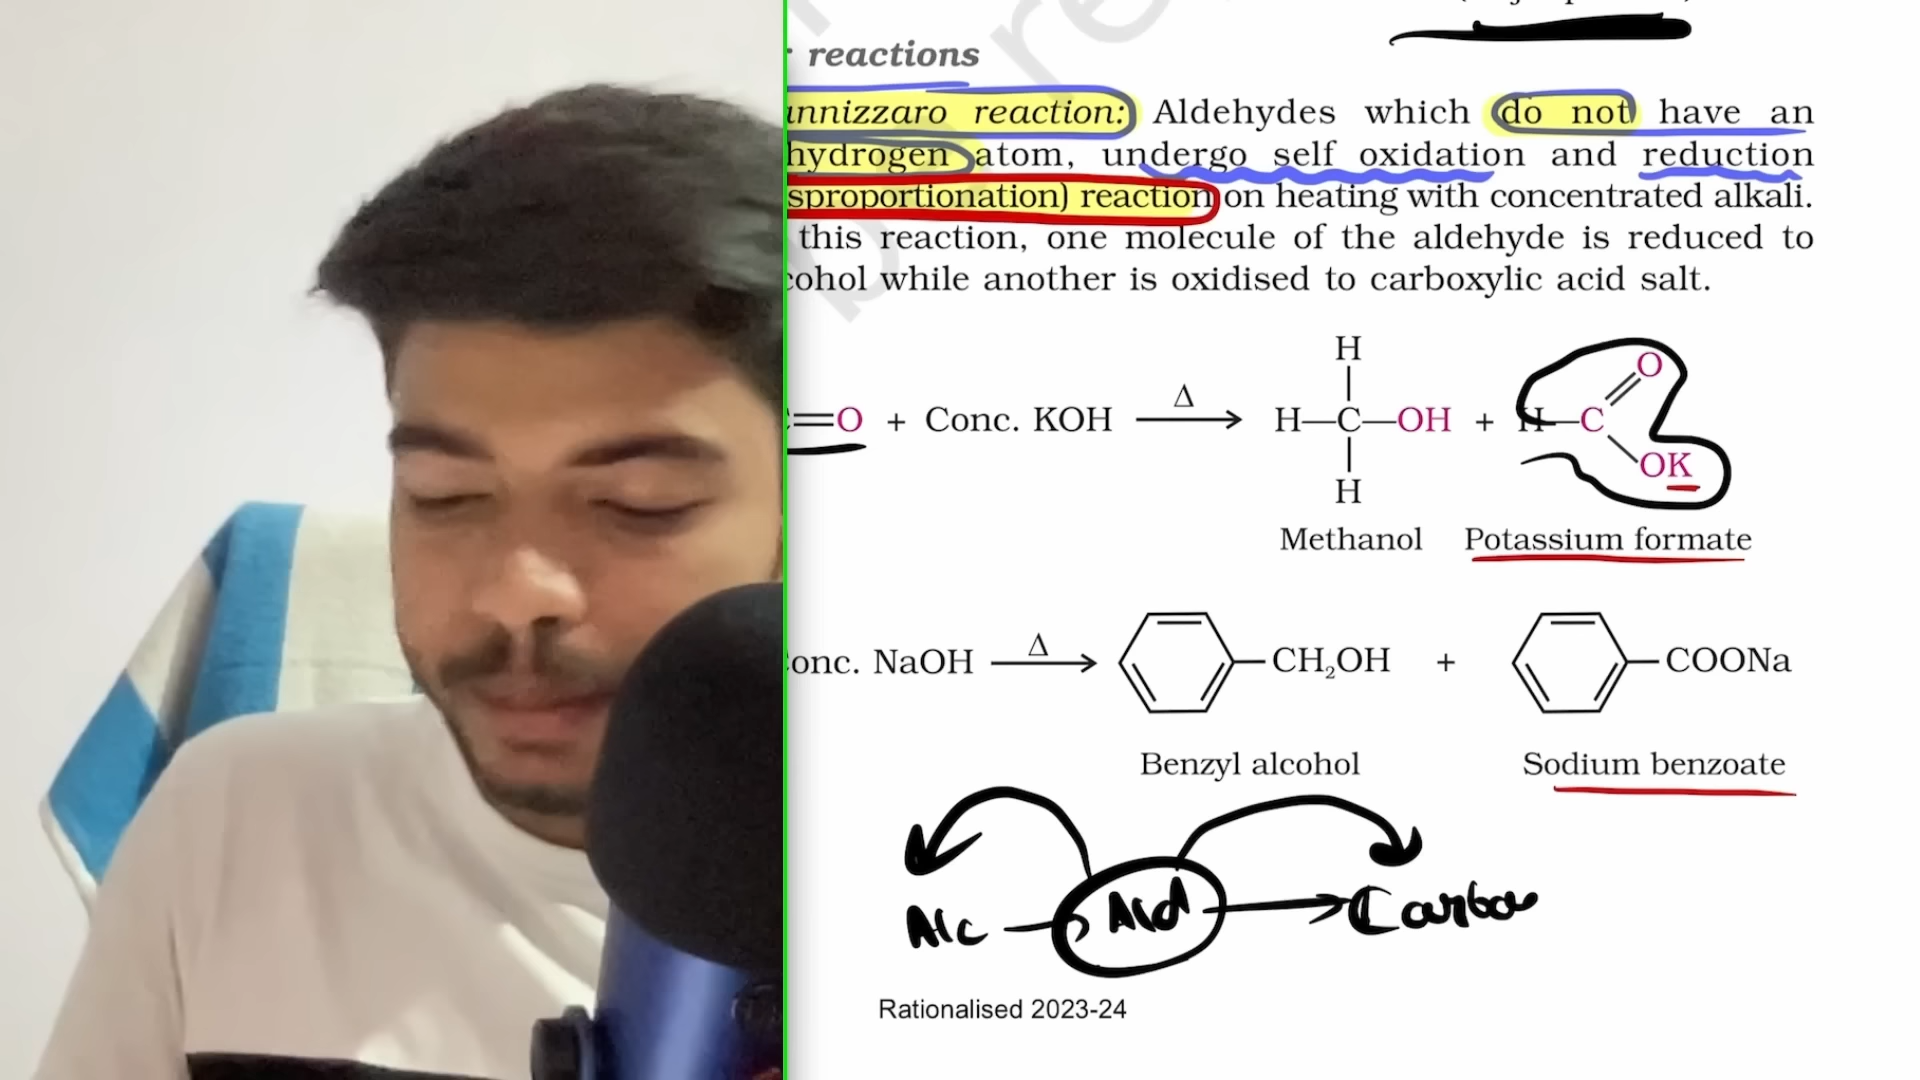 reactions
annizzaro reaction: Aldehydes which do not have an
hydrogen atom, undergo self oxidation and reduction
sproportionation) reaction on heating with concentrated alkali.
this reaction, one molecule of the aldehyde is reduced to
cohol while another is oxidised to carboxylic acid salt.
H
O
=O + Conc. KOH Δ H—C—OH + H—C
OK
H
Methanol Potassium formate
onc. NaOH Δ CH₂OH + COONa
Benzyl alcohol Sodium benzoate
Alc Ald Carbox
Rationalised 2023-24